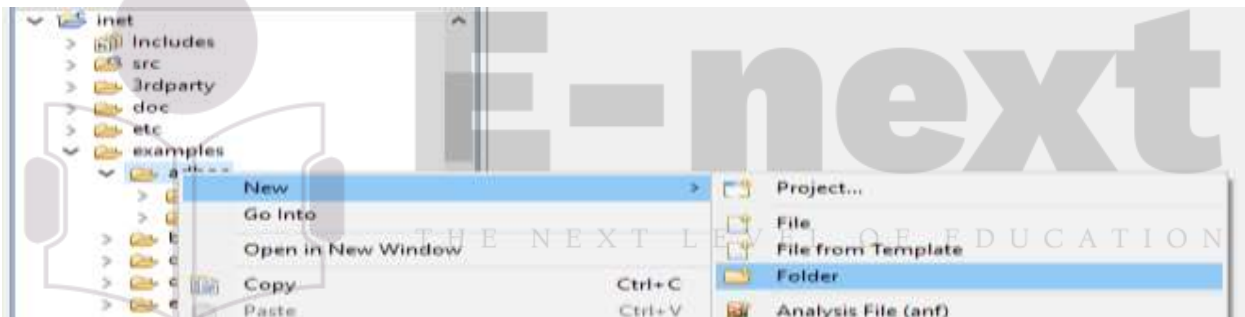 inet
Includes
src
3rdparty
doc
etc
examples
New
Go Into
Open in New Window
Copy Ctrl+C
Paste Ctrl+V
Project...
File
File from Template
Folder
Analysis File (anf)
E-next
THE NEXT LEVEL OF EDUCATION